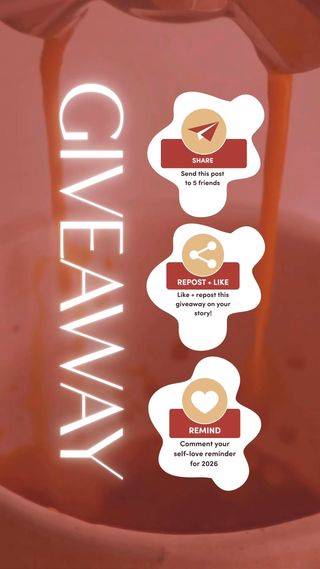 GIVEAWAY
SHARE
Send this post
to 5 friends
REPOST + LIKE
Like + repost this
giveaway on your
story!
REMIND
Comment your
self-love reminder
for 2026